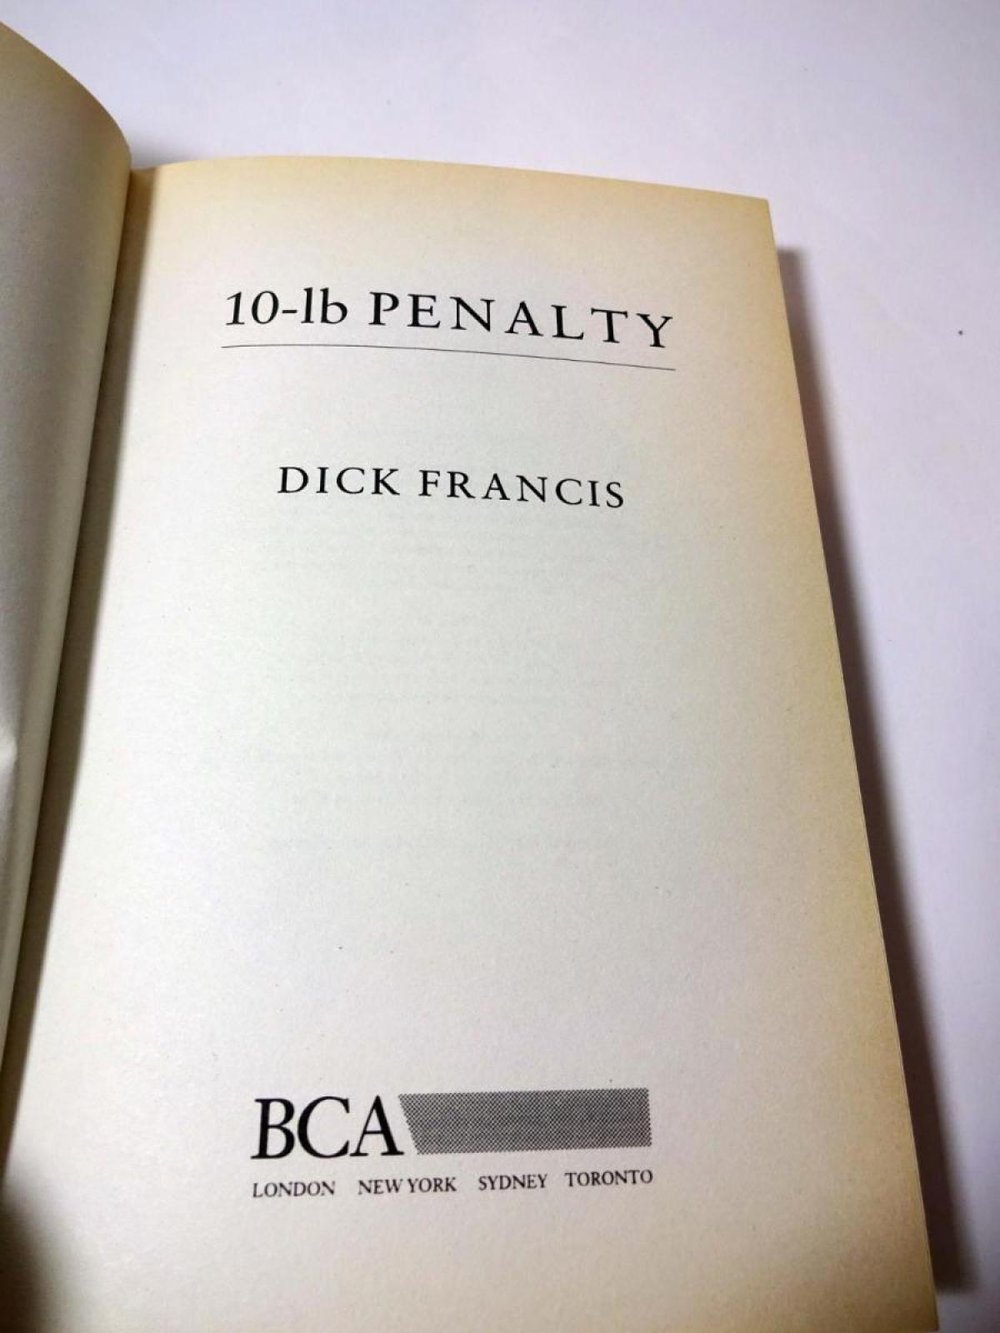 10-lb PENALTY
DICK FRANCIS
BCA
LONDON NEW YORK SYDNEY TORONTO